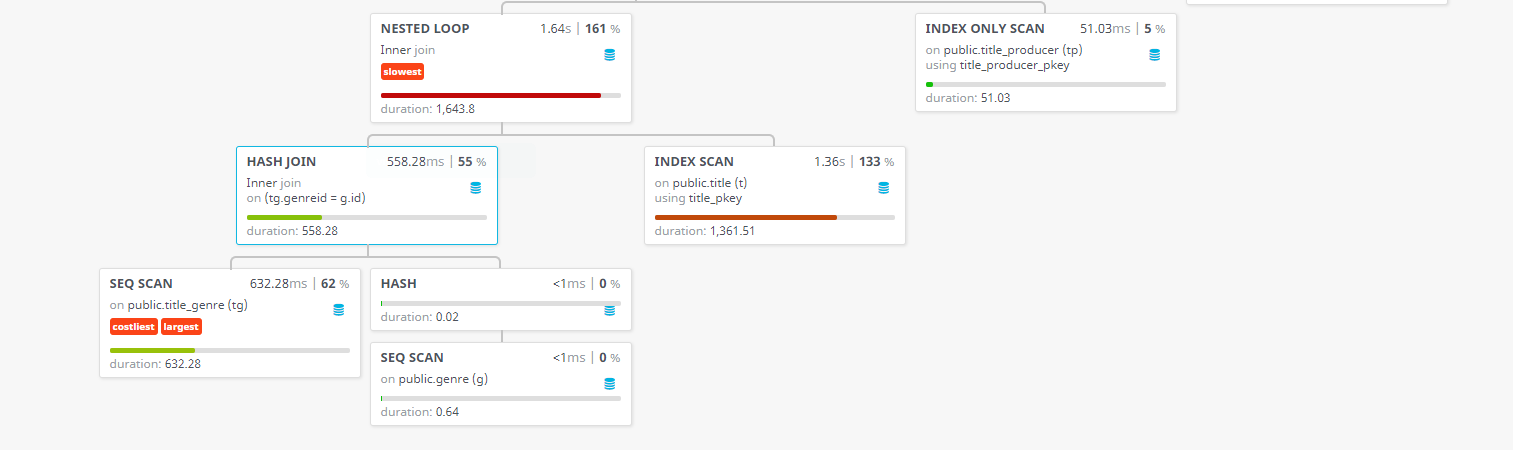 NESTED LOOP 1.64s | 161 %
Inner join
slowest
duration: 1,643.8
INDEX ONLY SCAN 51.03ms | 5 %
on public.title_producer (tp)
using title_producer_pkey
duration: 51.03
HASH JOIN 558.28ms | 55 %
Inner join
on (tg.genreid = g.id)
duration: 558.28
INDEX SCAN 1.36s | 133 %
on public.title (t)
using title_pkey
duration: 1,361.51
SEQ SCAN 632.28ms | 62 %
on public.title_genre (tg)
costliest largest
duration: 632.28
HASH <1ms | 0 %
duration: 0.02
SEQ SCAN <1ms | 0 %
on public.genre (g)
duration: 0.64